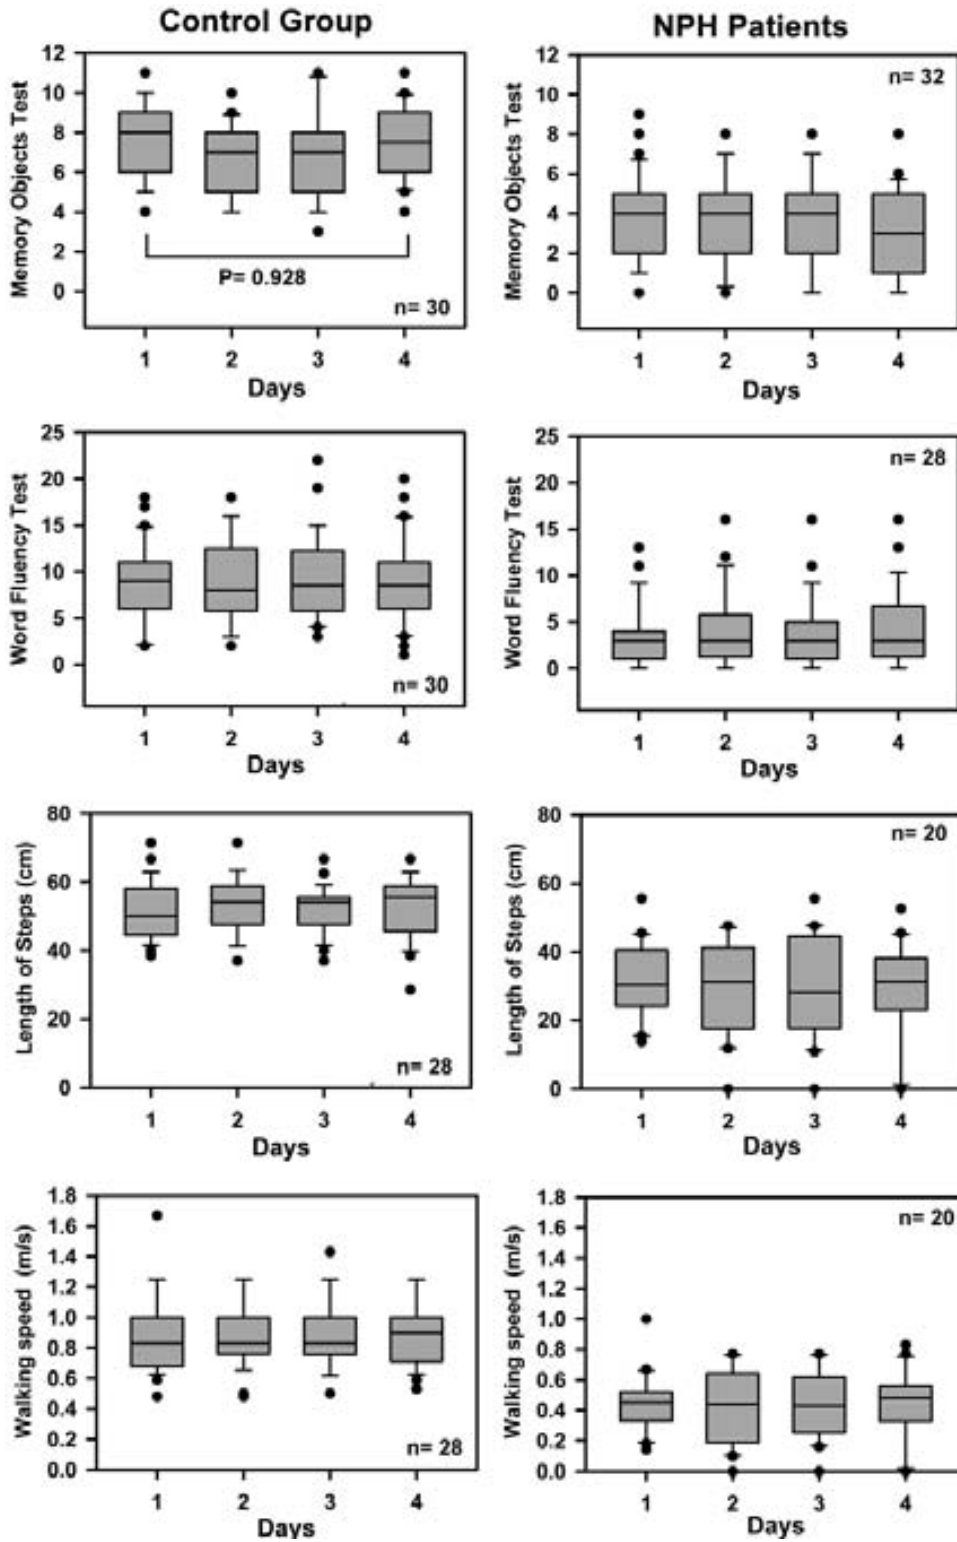 Control Group
NPH Patients
Memory Objects Test
12
10
8
6
4
2
0
P= 0.928
n= 30
1 2 3 4
Days
Memory Objects Test
12
10
8
6
4
2
0
n= 32
1 2 3 4
Days
Word Fluency Test
25
20
15
10
5
0
n= 30
1 2 3 4
Days
Word Fluency Test
25
20
15
10
5
0
n= 28
1 2 3 4
Days
Length of Steps (cm)
80
60
40
20
0
n= 28
1 2 3 4
Days
Length of Steps (cm)
80
60
40
20
0
n= 20
1 2 3 4
Days
Walking speed (m/s)
1.8
1.6
1.4
1.2
1.0
0.8
0.6
0.4
0.2
0.0
n= 28
1 2 3 4
Days
Walking speed (m/s)
1.8
1.6
1.4
1.2
1.0
0.8
0.6
0.4
0.2
0.0
n= 20
1 2 3 4
Days